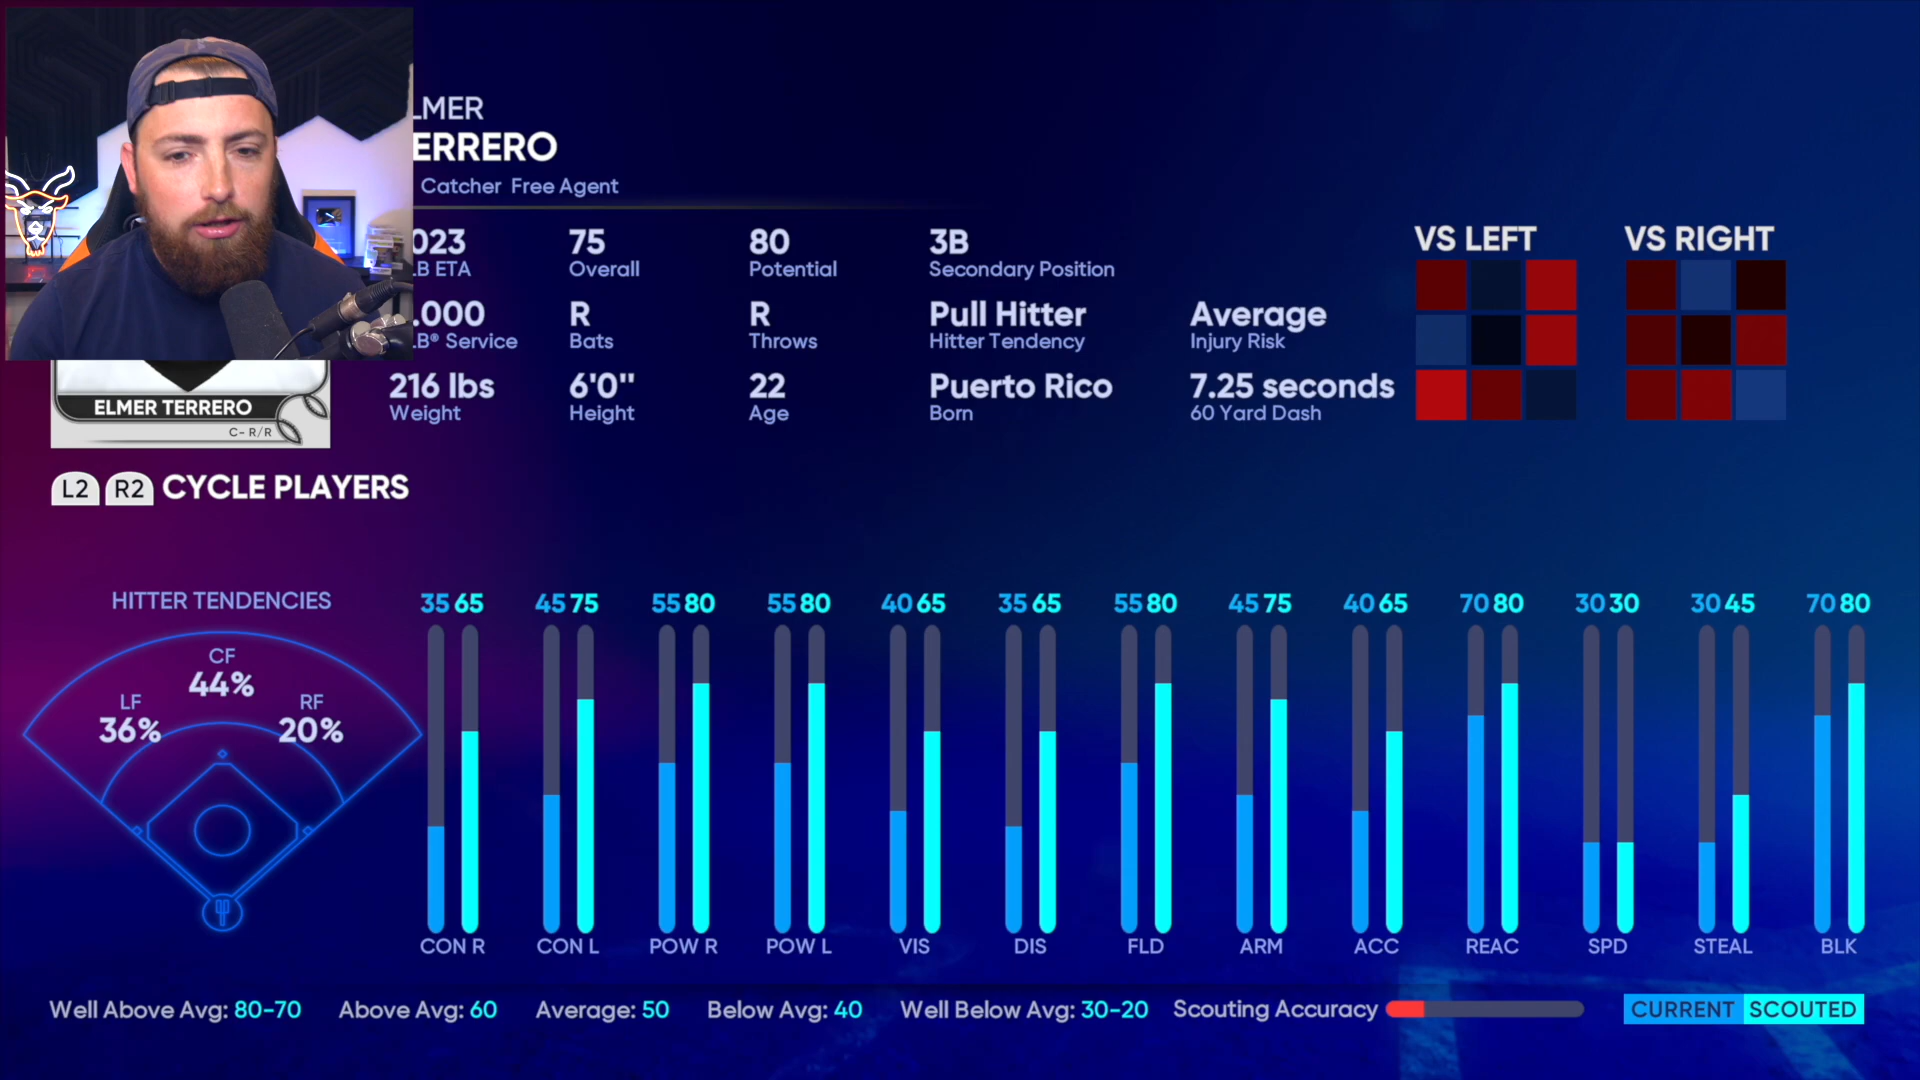 LMER
ERRERO
Catcher Free Agent
023
LB ETA
75
Overall
80
Potential
3B
Secondary Position
.000
LB® Service
R
Bats
R
Throws
Pull Hitter
Hitter Tendency
Average
Injury Risk
216 lbs
Weight
6'0"
Height
22
Age
Puerto Rico
Born
7.25 seconds
60 Yard Dash
VS LEFT
VS RIGHT
ELMER TERRERO
C- R/R
L2 R2 CYCLE PLAYERS
HITTER TENDENCIES
CF
44%
LF
36%
RF
20%
35 65
45 75
55 80
55 80
40 65
35 65
55 80
45 75
40 65
70 80
30 30
30 45
70 80
CON R
CON L
POW R
POW L
VIS
DIS
FLD
ARM
ACC
REAC
SPD
STEAL
BLK
Well Above Avg: 80-70
Above Avg: 60
Average: 50
Below Avg: 40
Well Below Avg: 30-20
Scouting Accuracy
CURRENT SCOUTED